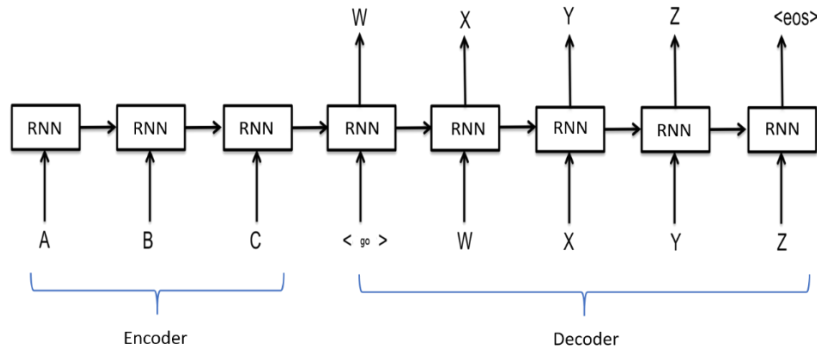 W X Y Z <eos>
RNN RNN RNN RNN RNN RNN RNN RNN
A B C < go > W X Y Z
Encoder Decoder